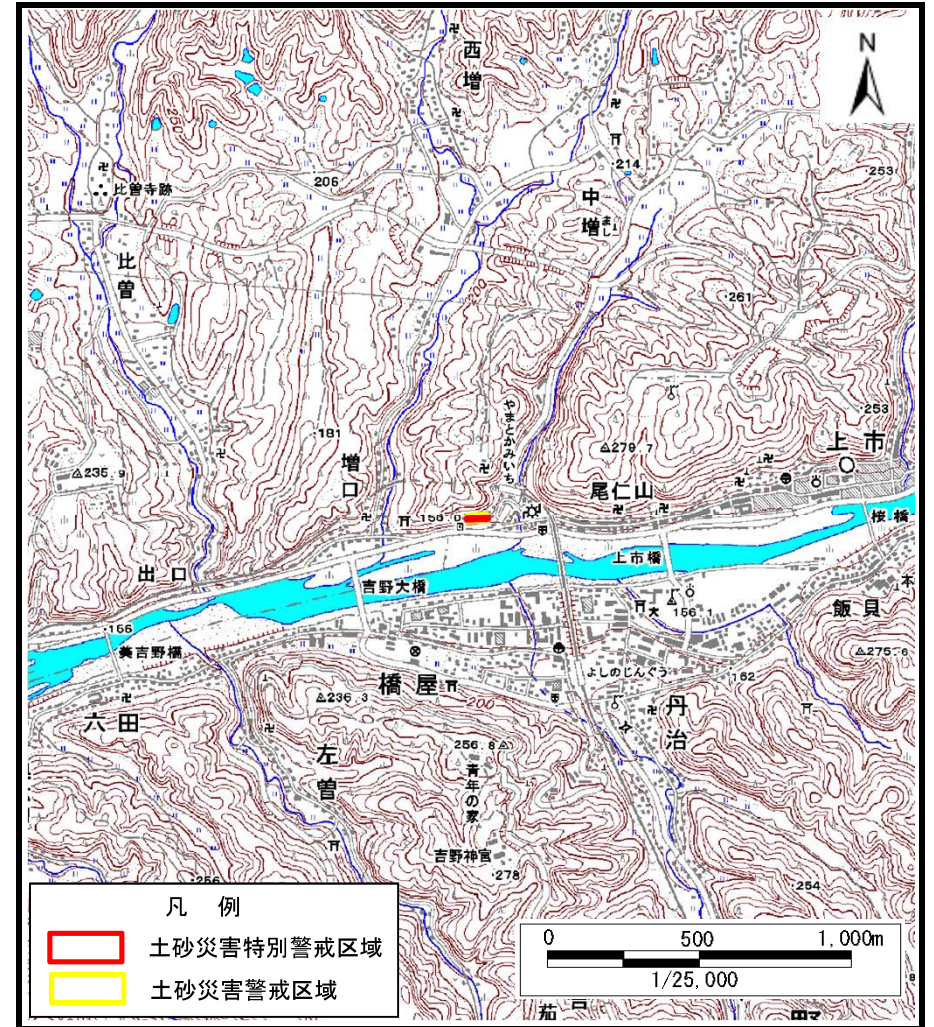 N
西増
250
214
253
206
比曽寺跡
中増
まし
比曽
200
261
253
やまとかみいち
181
279.7
上市
235.9
増口
尾仁山
150.0
桜橋
上市橋
出口
吉野大橋
156.1
飯貝
156
美吉野橋
275.6
よしのじんぐう
162
橋屋
200
236.3
六田
丹治
左曽
256.8
青年の家
吉野神宮
278
256
254
凡 例
土砂災害特別警戒区域
土砂災害警戒区域
0 500 1,000m
1/25,000